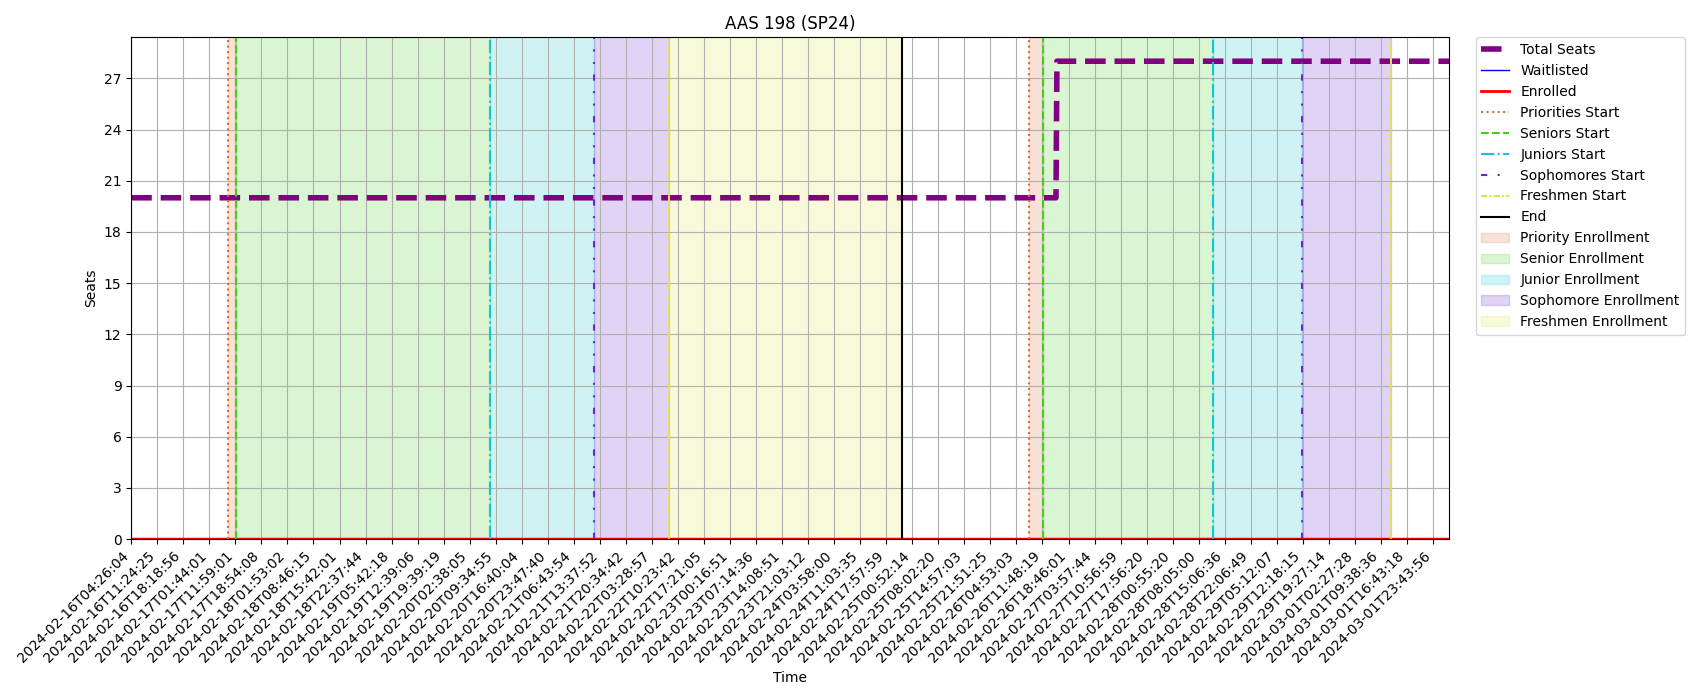 AAS 198 (SP24)
Seats
27
24
21
18
15
12
9
6
3
0
2024-02-16T04:26:04
2024-02-16T11:24:25
2024-02-16T18:18:56
2024-02-17T01:44:01
2024-02-17T11:59:01
2024-02-17T18:54:08
2024-02-18T01:53:02
2024-02-18T08:46:15
2024-02-18T15:42:01
2024-02-18T22:37:44
2024-02-19T05:42:18
2024-02-19T12:39:06
2024-02-19T19:39:19
2024-02-20T02:38:05
2024-02-20T09:34:55
2024-02-20T16:40:04
2024-02-20T23:47:40
2024-02-21T06:43:54
2024-02-21T13:37:52
2024-02-21T20:34:42
2024-02-22T03:28:57
2024-02-22T10:23:42
2024-02-22T17:21:05
2024-02-23T00:16:51
2024-02-23T07:14:36
2024-02-23T14:08:51
2024-02-23T21:03:12
2024-02-24T03:58:00
2024-02-24T11:03:35
2024-02-24T17:57:59
2024-02-25T00:52:14
2024-02-25T08:02:20
2024-02-25T14:57:03
2024-02-25T21:51:25
2024-02-26T04:53:03
2024-02-26T11:48:19
2024-02-26T18:46:01
2024-02-27T03:57:44
2024-02-27T10:56:59
2024-02-27T17:56:20
2024-02-28T00:55:20
2024-02-28T08:05:00
2024-02-28T15:06:36
2024-02-28T22:06:49
2024-02-29T05:12:07
2024-02-29T12:18:15
2024-02-29T19:27:14
2024-03-01T02:27:28
2024-03-01T09:38:36
2024-03-01T16:43:18
2024-03-01T23:43:56
Time
Total Seats
Waitlisted
Enrolled
Priorities Start
Seniors Start
Juniors Start
Sophomores Start
Freshmen Start
End
Priority Enrollment
Senior Enrollment
Junior Enrollment
Sophomore Enrollment
Freshmen Enrollment